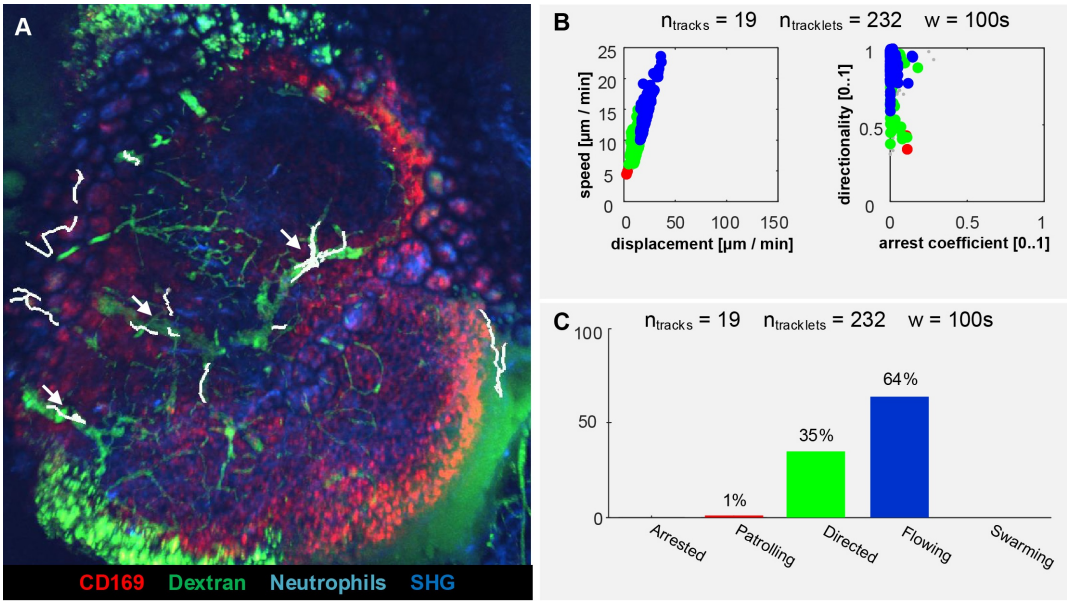 A
CD169 Dextran Neutrophils SHG
B
ntracks = 19 ntracklets = 232 w = 100s
25
20
15
10
5
0
speed [µm / min]
0 50 100 150
displacement [µm / min]
1
0.5
0
directionality [0..1]
0 0.5 1
arrest coefficient [0..1]
C
ntracks = 19 ntracklets = 232 w = 100s
100
50
0
1%
35%
64%
Arrested
Patrolling
Directed
Flowing
Swarming